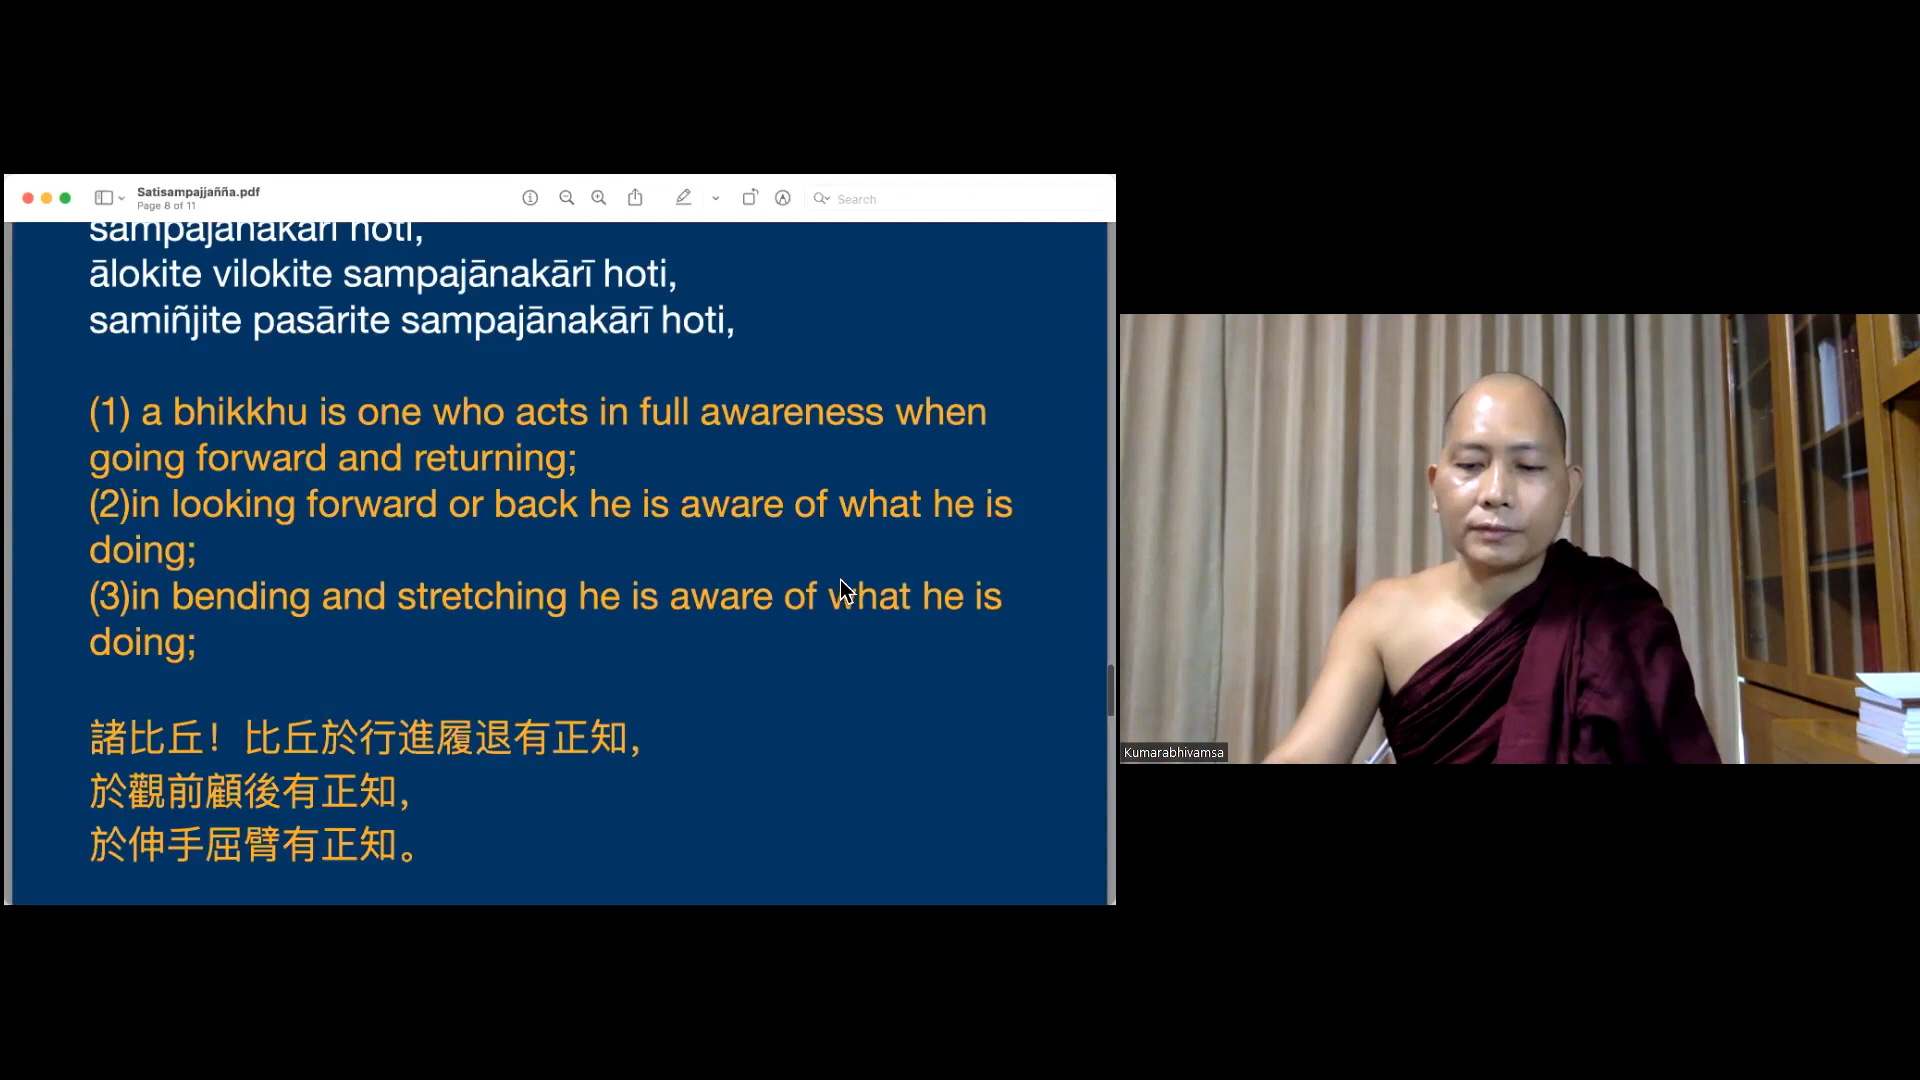 Satisampajjañña.pdf
Page 8 of 11
Search
sampajānakārī hoti,
ālokite vilokite sampajānakārī hoti,
samiñjite pasārite sampajānakārī hoti,
(1) a bhikkhu is one who acts in full awareness when
going forward and returning;
(2)in looking forward or back he is aware of what he is
doing;
(3)in bending and stretching he is aware of what he is
doing;
諸比丘！比丘於行進履退有正知，
於觀前顧後有正知，
於伸手屈臂有正知。
Kumarabhivamsa